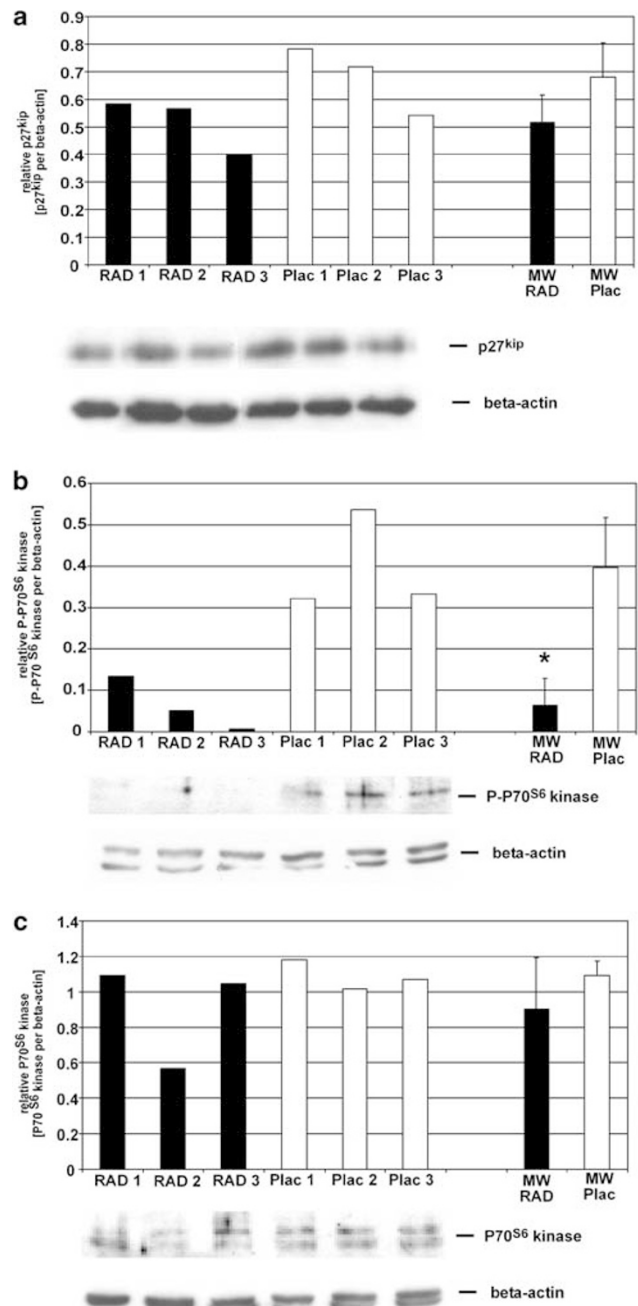 a
relative p27kip
[p27kip per beta-actin]
0.9
0.8
0.7
0.6
0.5
0.4
0.3
0.2
0.1
0
RAD 1 RAD 2 RAD 3 Plac 1 Plac 2 Plac 3 MW RAD MW Plac
p27kip
beta-actin
b
relative P-P70S6 kinase
[P-P70 S6 kinase per beta-actin]
0.6
0.5
0.4
0.3
0.2
0.1
0
*
RAD 1 RAD 2 RAD 3 Plac 1 Plac 2 Plac 3 MW RAD MW Plac
P-P70S6 kinase
beta-actin
c
relative P70S6 kinase
[P70 S6 kinase per beta-actin]
1.4
1.2
1
0.8
0.6
0.4
0.2
0
RAD 1 RAD 2 RAD 3 Plac 1 Plac 2 Plac 3 MW RAD MW Plac
P70S6 kinase
beta-actin